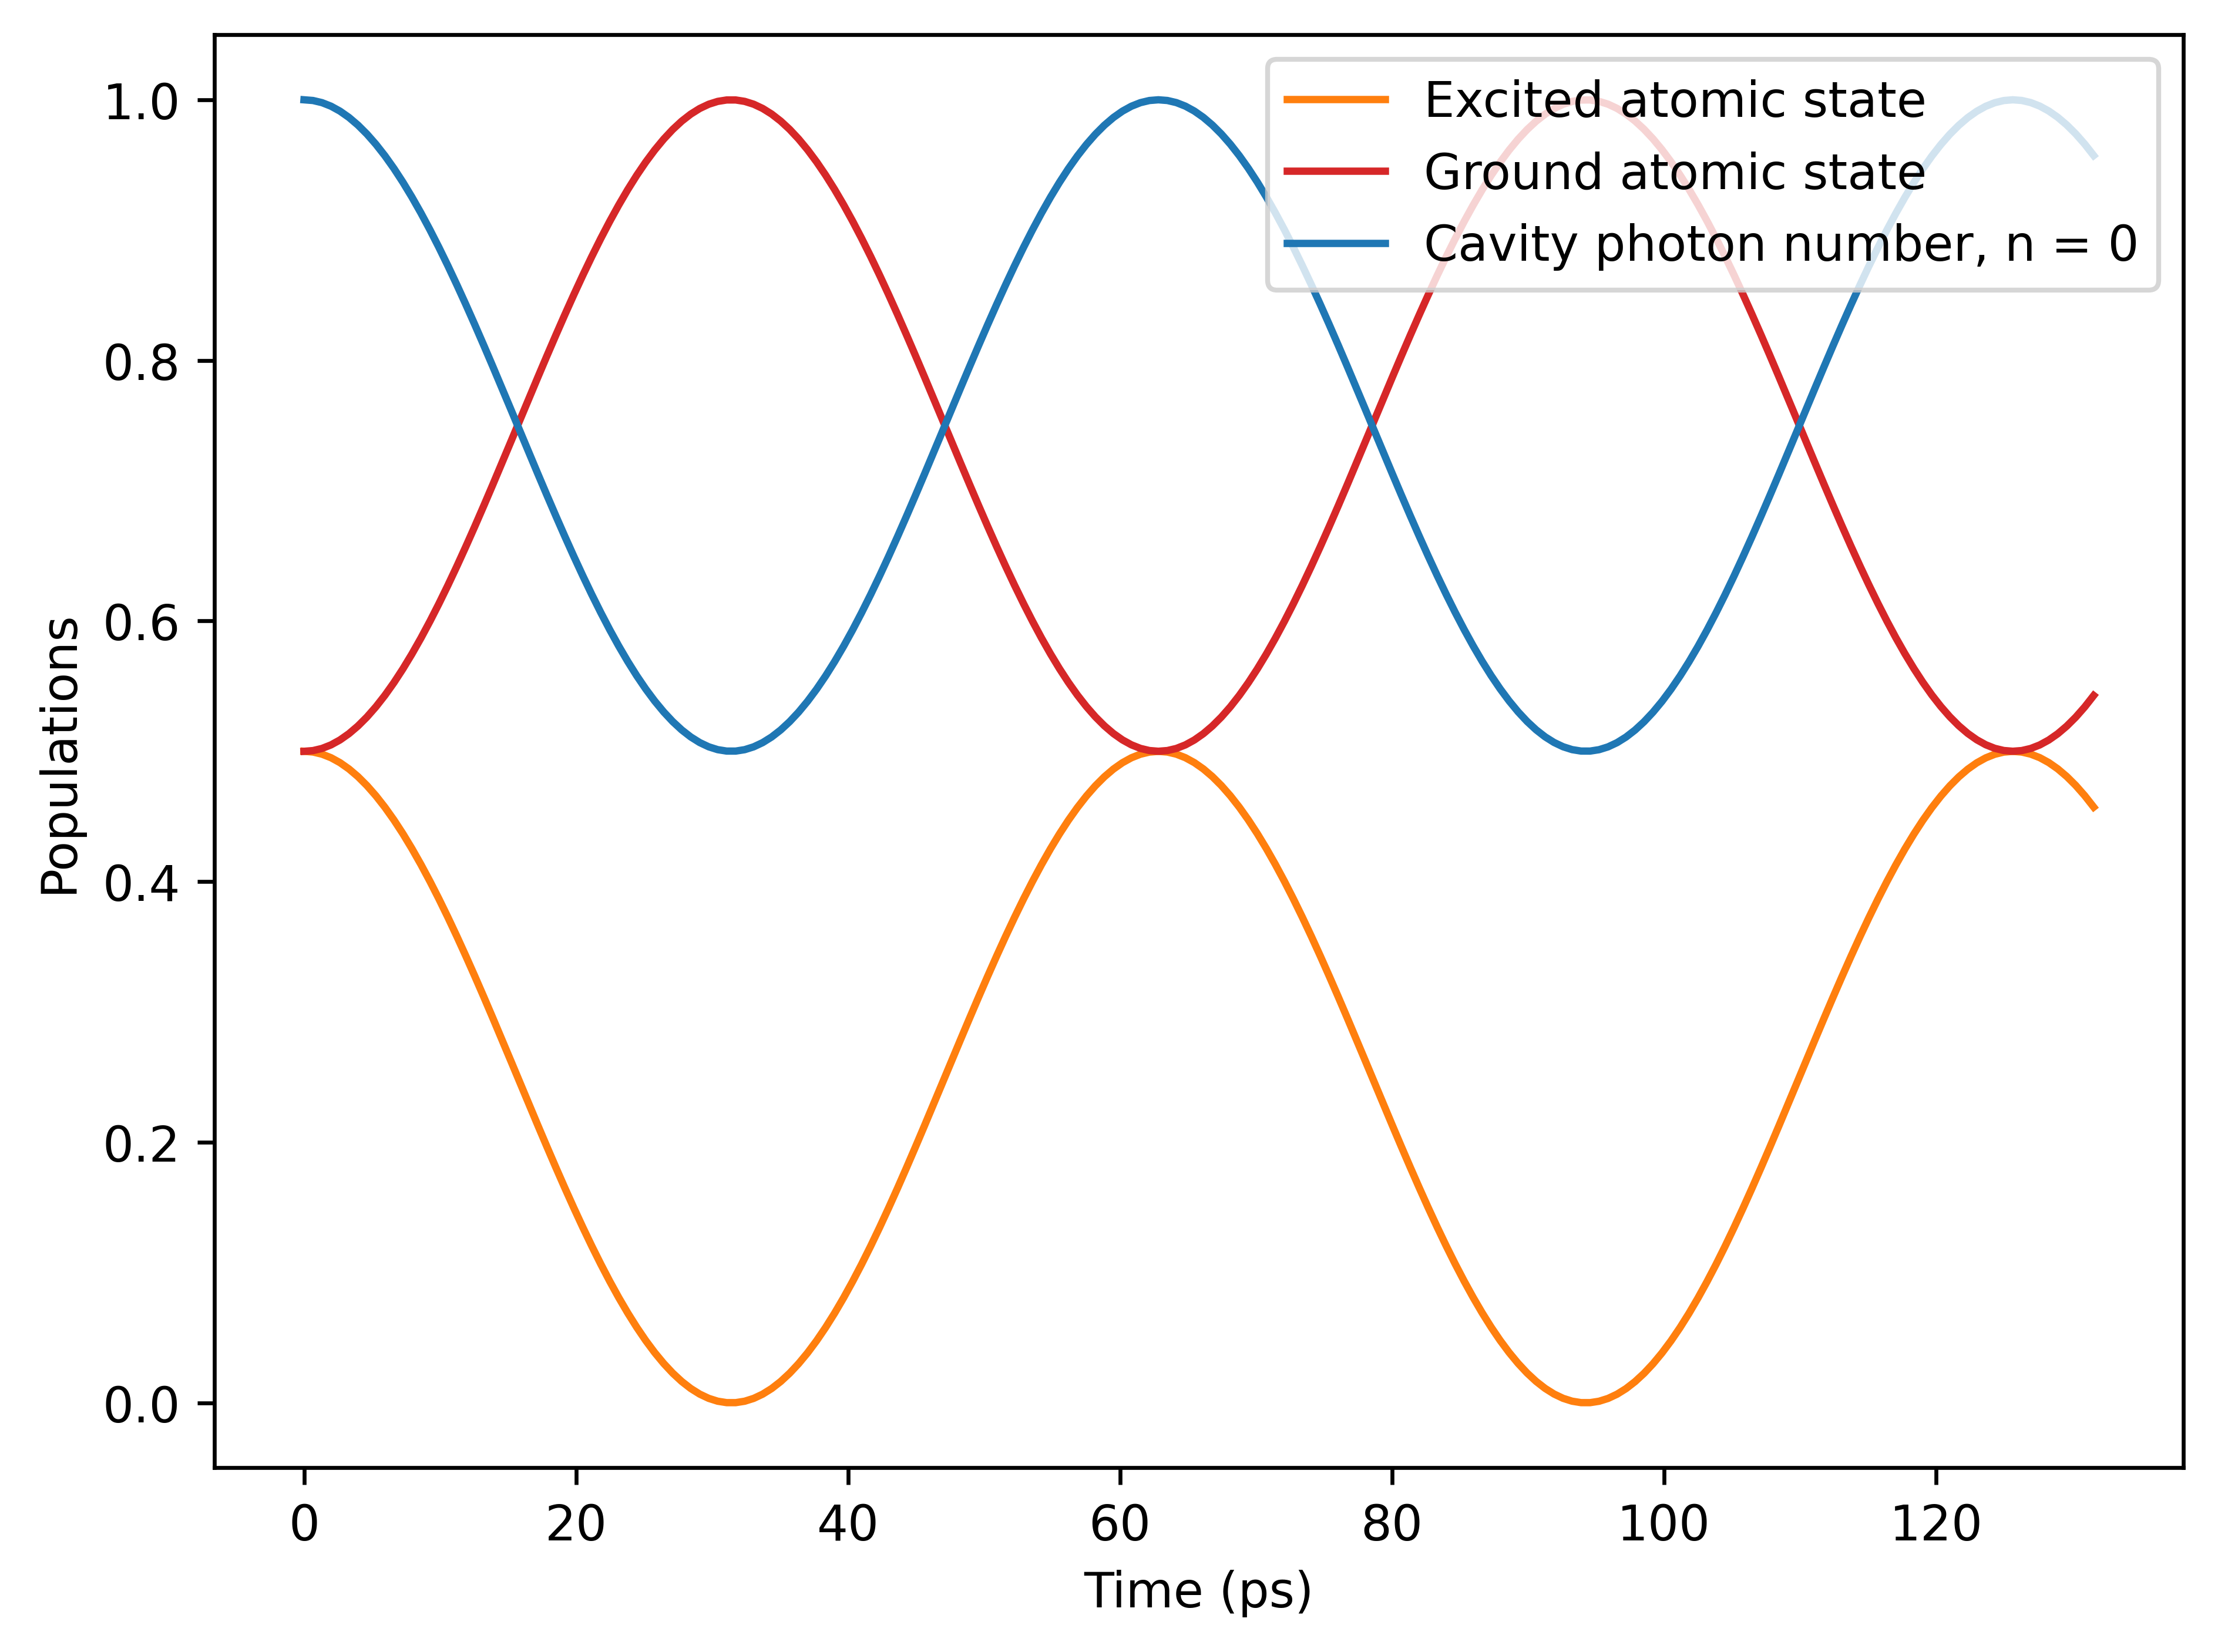 Excited atomic state
Ground atomic state
Cavity photon number, n = 0
Populations
1.0
0.8
0.6
0.4
0.2
0.0
0 20 40 60 80 100 120
Time (ps)